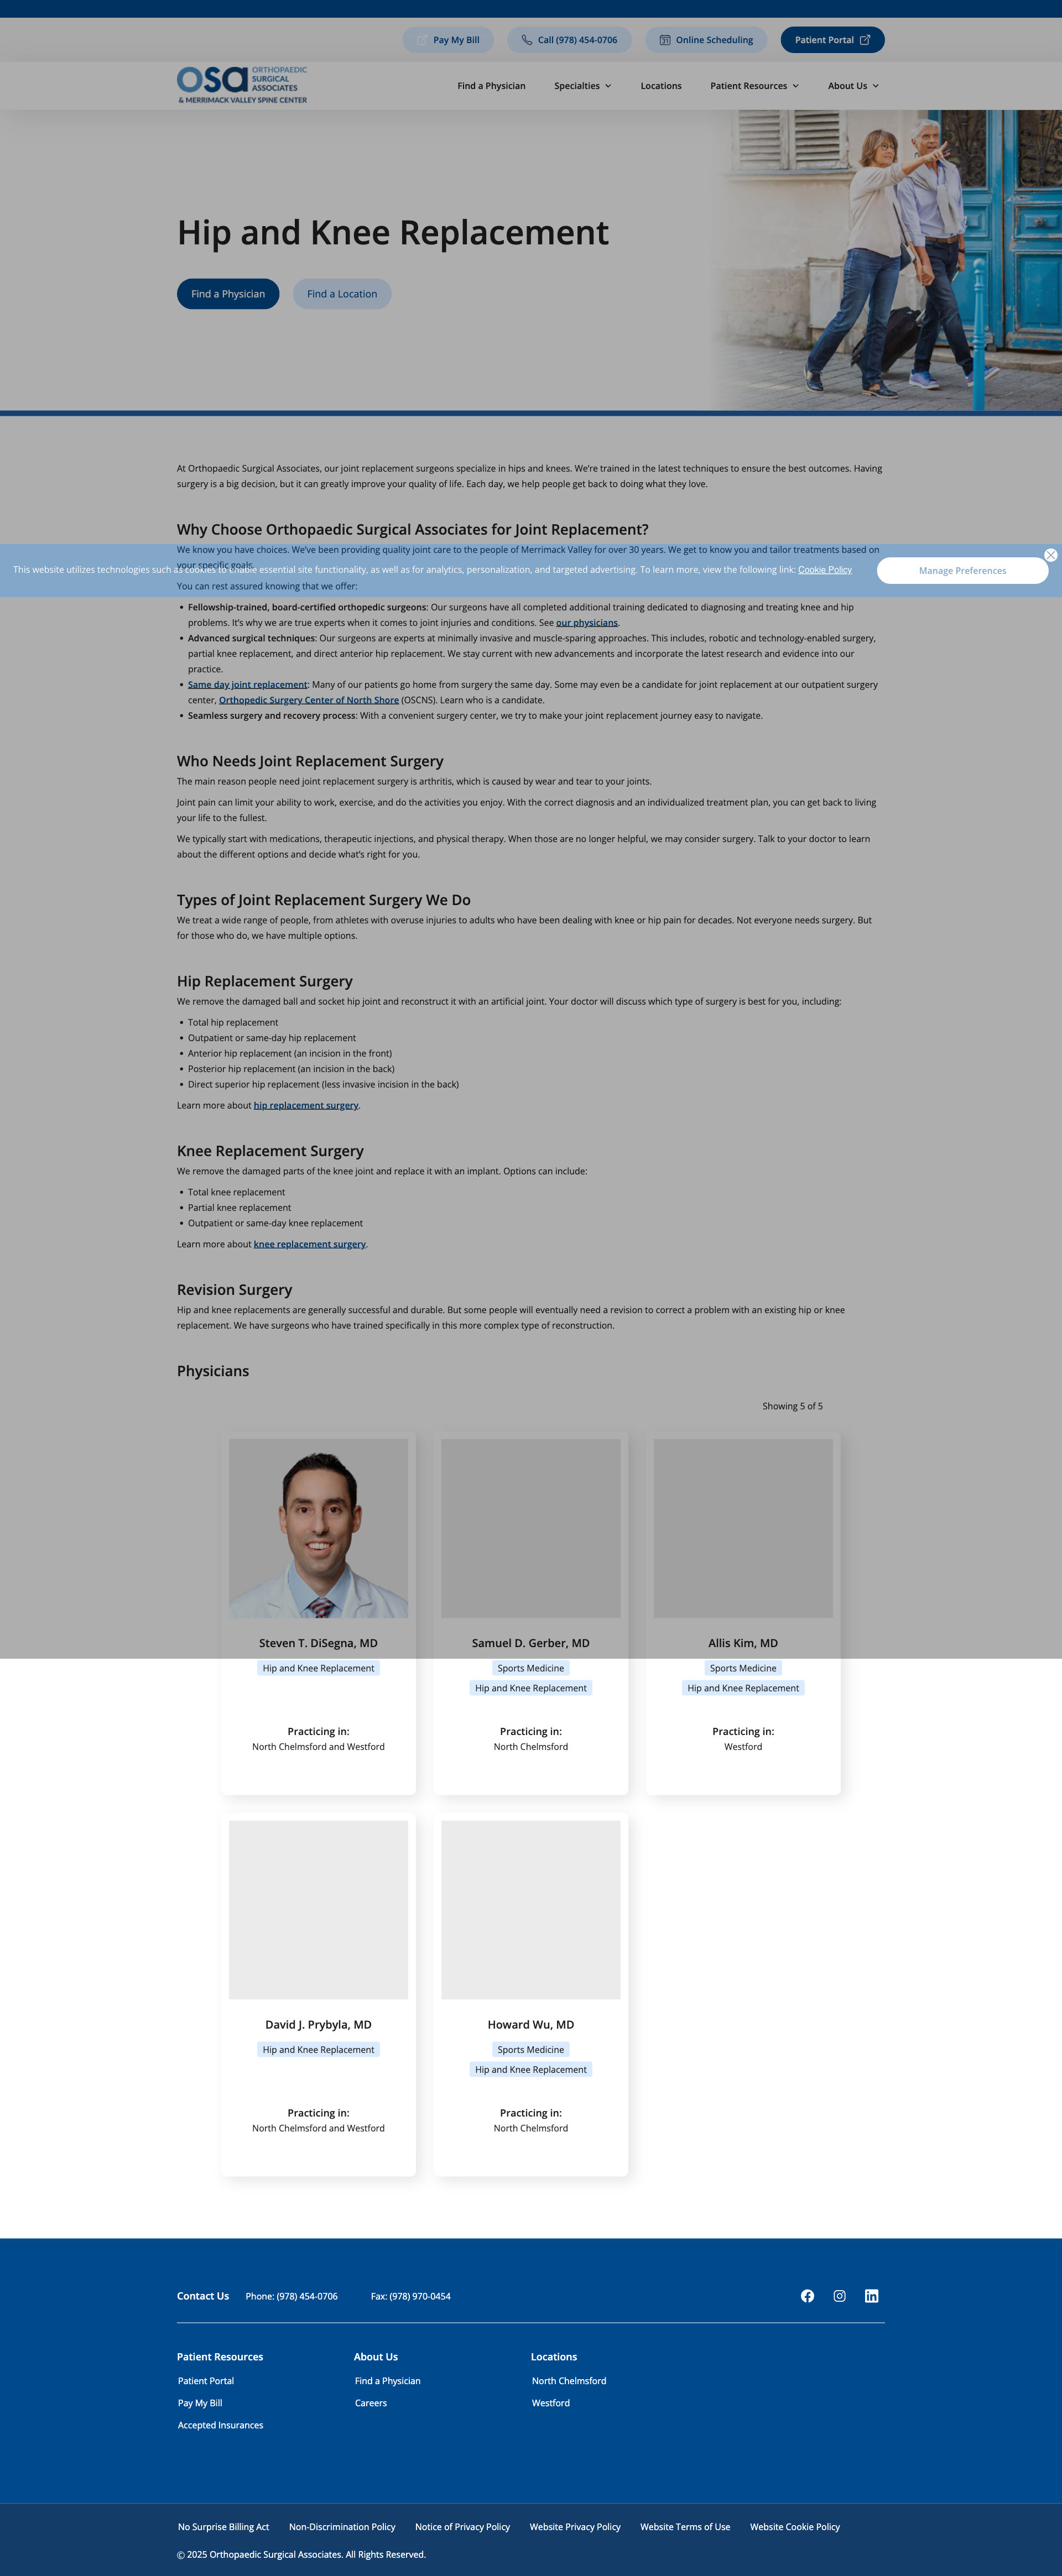 Pay My Bill
Call (978) 454-0706
Online Scheduling
Patient Portal
osa ORTHOPAEDIC
SURGICAL
ASSOCIATES
& MERRIMACK VALLEY SPINE CENTER
Find a Physician
Specialties
Locations
Patient Resources
About Us
Hip and Knee Replacement
Find a Physician
Find a Location
At Orthopaedic Surgical Associates, our joint replacement surgeons specialize in hips and knees. We're trained in the latest techniques to ensure the best outcomes. Having
surgery is a big decision, but it can greatly improve your quality of life. Each day, we help people get back to doing what they love.
Why Choose Orthopaedic Surgical Associates for Joint Replacement?
We know you have choices. We've been providing quality joint care to the people of Merrimack Valley for over 30 years. We get to know you and tailor treatments based on
your specific goals.
This website utilizes technologies such as cookies to enable essential site functionality, as well as for analytics, personalization, and targeted advertising. To learn more, view the following link: Cookie Policy
Manage Preferences
You can rest assured knowing that we offer:
• Fellowship-trained, board-certified orthopedic surgeons: Our surgeons have all completed additional training dedicated to diagnosing and treating knee and hip
problems. It's why we are true experts when it comes to joint injuries and conditions. See our physicians.
• Advanced surgical techniques: Our surgeons are experts at minimally invasive and muscle-sparing approaches. This includes, robotic and technology-enabled surgery,
partial knee replacement, and direct anterior hip replacement. We stay current with new advancements and incorporate the latest research and evidence into our
practice.
• Same day joint replacement: Many of our patients go home from surgery the same day. Some may even be a candidate for joint replacement at our outpatient surgery
center, Orthopedic Surgery Center of North Shore (OSCNS). Learn who is a candidate.
• Seamless surgery and recovery process: With a convenient surgery center, we try to make your joint replacement journey easy to navigate.
Who Needs Joint Replacement Surgery
The main reason people need joint replacement surgery is arthritis, which is caused by wear and tear to your joints.
Joint pain can limit your ability to work, exercise, and do the activities you enjoy. With the correct diagnosis and an individualized treatment plan, you can get back to living
your life to the fullest.
We typically start with medications, therapeutic injections, and physical therapy. When those are no longer helpful, we may consider surgery. Talk to your doctor to learn
about the different options and decide what's right for you.
Types of Joint Replacement Surgery We Do
We treat a wide range of people, from athletes with overuse injuries to adults who have been dealing with knee or hip pain for decades. Not everyone needs surgery. But
for those who do, we have multiple options.
Hip Replacement Surgery
We remove the damaged ball and socket hip joint and reconstruct it with an artificial joint. Your doctor will discuss which type of surgery is best for you, including:
• Total hip replacement
• Outpatient or same-day hip replacement
• Anterior hip replacement (an incision in the front)
• Posterior hip replacement (an incision in the back)
• Direct superior hip replacement (less invasive incision in the back)
Learn more about hip replacement surgery.
Knee Replacement Surgery
We remove the damaged parts of the knee joint and replace it with an implant. Options can include:
• Total knee replacement
• Partial knee replacement
• Outpatient or same-day knee replacement
Learn more about knee replacement surgery.
Revision Surgery
Hip and knee replacements are generally successful and durable. But some people will eventually need a revision to correct a problem with an existing hip or knee
replacement. We have surgeons who have trained specifically in this more complex type of reconstruction.
Physicians
Showing 5 of 5
Steven T. DiSegna, MD
Hip and Knee Replacement
Practicing in:
North Chelmsford and Westford
Samuel D. Gerber, MD
Sports Medicine
Hip and Knee Replacement
Practicing in:
North Chelmsford
Allis Kim, MD
Sports Medicine
Hip and Knee Replacement
Practicing in:
Westford
David J. Prybyla, MD
Hip and Knee Replacement
Practicing in:
North Chelmsford and Westford
Howard Wu, MD
Sports Medicine
Hip and Knee Replacement
Practicing in:
North Chelmsford
Contact Us
Phone: (978) 454-0706
Fax: (978) 970-0454
Patient Resources
Patient Portal
Pay My Bill
Accepted Insurances
About Us
Find a Physician
Careers
Locations
North Chelmsford
Westford
No Surprise Billing Act
Non-Discrimination Policy
Notice of Privacy Policy
Website Privacy Policy
Website Terms of Use
Website Cookie Policy
© 2025 Orthopaedic Surgical Associates. All Rights Reserved.